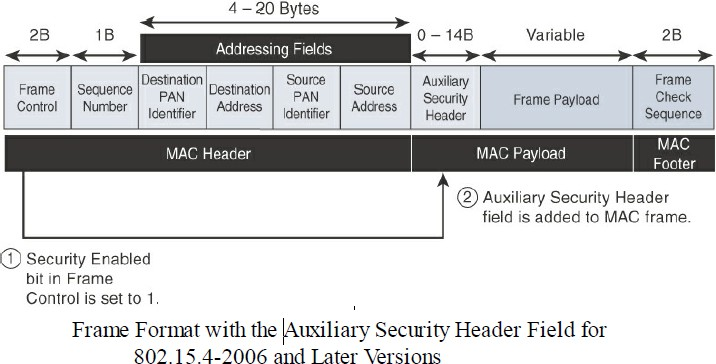 4 – 20 Bytes
2B 1B 0 – 14B Variable 2B
Addressing Fields
Frame Control
Sequence Number
Destination PAN Identifier
Destination Address
Source PAN Identifier
Source Address
Auxiliary Security Header
Frame Payload
Frame Check Sequence
MAC Header
MAC Payload
MAC Footer
② Auxiliary Security Header
field is added to MAC frame.
① Security Enabled
bit in Frame
Control is set to 1.
Frame Format with the Auxiliary Security Header Field for
802.15.4-2006 and Later Versions